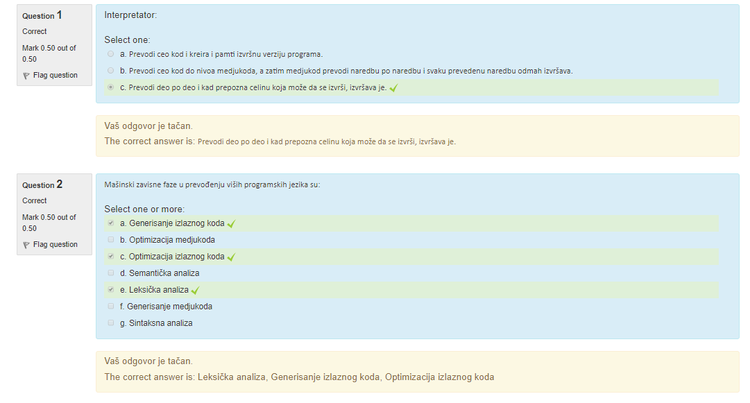 Question 1
Correct
Mark 0.50 out of
0.50
Flag question
Interpretator:
Select one:
a. Prevodi ceo kod i kreira i pamti izvršnu verziju programa.
b. Prevodi ceo kod do nivoa medjukoda, a zatim medjukod prevodi naredbu po naredbu i svaku prevedenu naredbu odmah izvršava.
c. Prevodi deo po deo i kad prepozna celinu koja može da se izvrši, izvršava je.
Vaš odgovor je tačan.
The correct answer is: Prevodi deo po deo i kad prepozna celinu koja može da se izvrši, izvršava je.
Question 2
Correct
Mark 0.50 out of
0.50
Flag question
Mašinski zavisne faze u prevođenju viših programskih jezika su:
Select one or more:
a. Generisanje izlaznog koda
b. Optimizacija medjukoda
c. Optimizacija izlaznog koda
d. Semantička analiza
e. Leksička analiza
f. Generisanje medjukoda
g. Sintaksna analiza
Vaš odgovor je tačan.
The correct answer is: Leksička analiza, Generisanje izlaznog koda, Optimizacija izlaznog koda